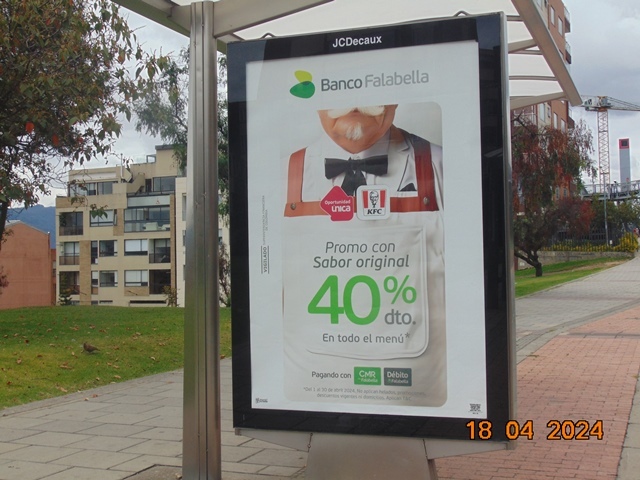 JCDecaux
Banco Falabella
Oportunidad
única
KFC
Promo con
Sabor original
40% dto.
En todo el menú*
Pagando con CMR Falabella Débito Falabella
18 04 2024